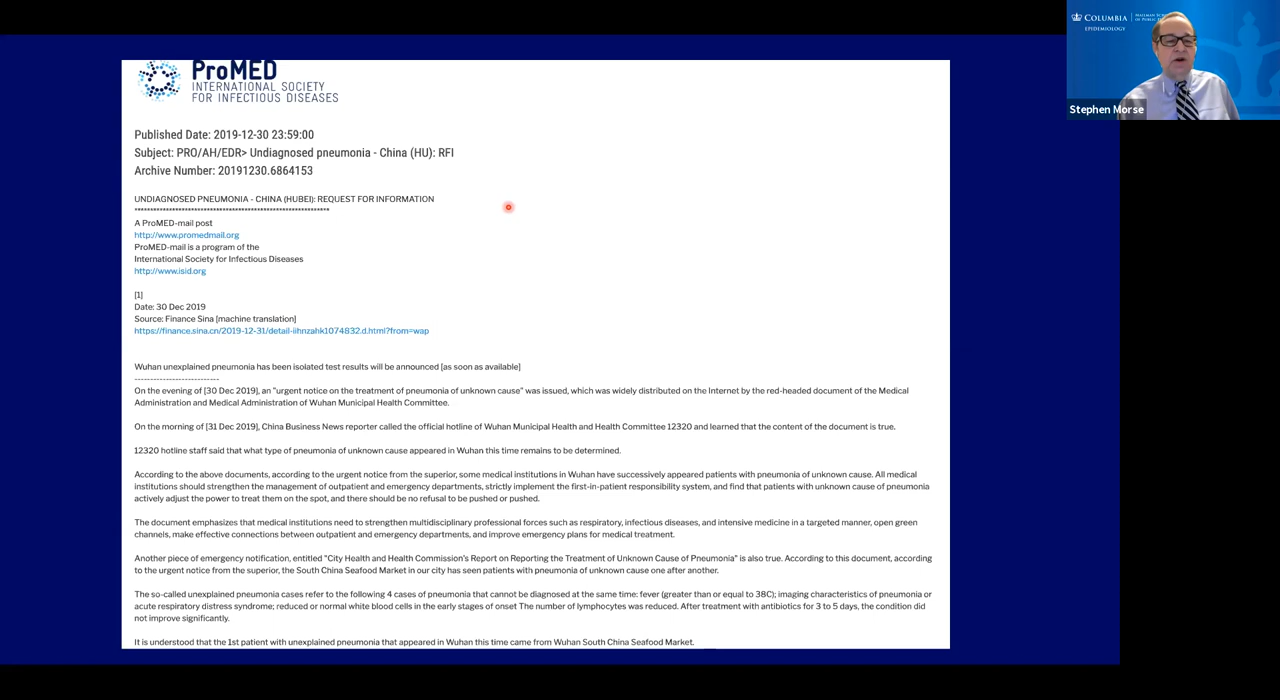 ProMED
INTERNATIONAL SOCIETY
FOR INFECTIOUS DISEASES
Published Date: 2019-12-30 23:59:00
Subject: PRO/AH/EDR> Undiagnosed pneumonia - China (HU): RFI
Archive Number: 20191230.6864153
UNDIAGNOSED PNEUMONIA - CHINA (HUBEI): REQUEST FOR INFORMATION
**************************************************************
A ProMED-mail post
http://www.promedmail.org
ProMED-mail is a program of the
International Society for Infectious Diseases
http://www.isid.org
[1]
Date: 30 Dec 2019
Source: Finance Sina [machine translation]
https://finance.sina.cn/2019-12-31/detail-iihnzahk1074832.d.html?from=wap
Wuhan unexplained pneumonia has been isolated test results will be announced [as soon as available]
---------------------------
On the evening of [30 Dec 2019], an "urgent notice on the treatment of pneumonia of unknown cause" was issued, which was widely distributed on the Internet by the red-headed document of the Medical
Administration and Medical Administration of Wuhan Municipal Health Committee.
On the morning of [31 Dec 2019], China Business News reporter called the official hotline of Wuhan Municipal Health and Health Committee 12320 and learned that the content of the document is true.
12320 hotline staff said that what type of pneumonia of unknown cause appeared in Wuhan this time remains to be determined.
According to the above documents, according to the urgent notice from the superior, some medical institutions in Wuhan have successively appeared patients with pneumonia of unknown cause. All medical
institutions should strengthen the management of outpatient and emergency departments, strictly implement the first-in-patient responsibility system, and find that patients with unknown cause of pneumonia
actively adjust the power to treat them on the spot, and there should be no refusal to be pushed or pushed.
The document emphasizes that medical institutions need to strengthen multidisciplinary professional forces such as respiratory, infectious diseases, and intensive medicine in a targeted manner, open green
channels, make effective connections between outpatient and emergency departments, and improve emergency plans for medical treatment.
Another piece of emergency notification, entitled "City Health and Health Commission's Report on Reporting the Treatment of Unknown Cause of Pneumonia" is also true. According to this document, according
to the urgent notice from the superior, the South China Seafood Market in our city has seen patients with pneumonia of unknown cause one after another.
The so-called unexplained pneumonia cases refer to the following 4 cases of pneumonia that cannot be diagnosed at the same time: fever (greater than or equal to 38C); imaging characteristics of pneumonia or
acute respiratory distress syndrome; reduced or normal white blood cells in the early stages of onset The number of lymphocytes was reduced. After treatment with antibiotics for 3 to 5 days, the condition did
not improve significantly.
It is understood that the 1st patient with unexplained pneumonia that appeared in Wuhan this time came from Wuhan South China Seafood Market.
COLUMBIA
EPIDEMIOLOGY
Stephen Morse